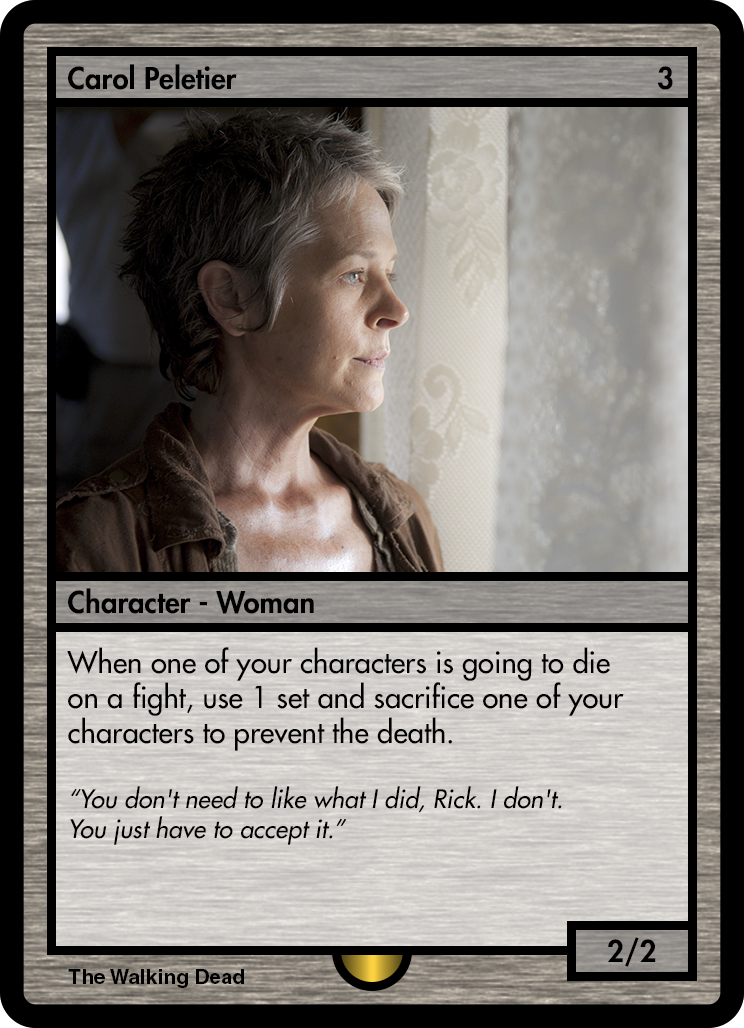 Carol Peletier 3
Character - Woman
When one of your characters is going to die
on a fight, use 1 set and sacrifice one of your
characters to prevent the death.
“You don't need to like what I did, Rick. I don't.
You just have to accept it.”
2/2
The Walking Dead